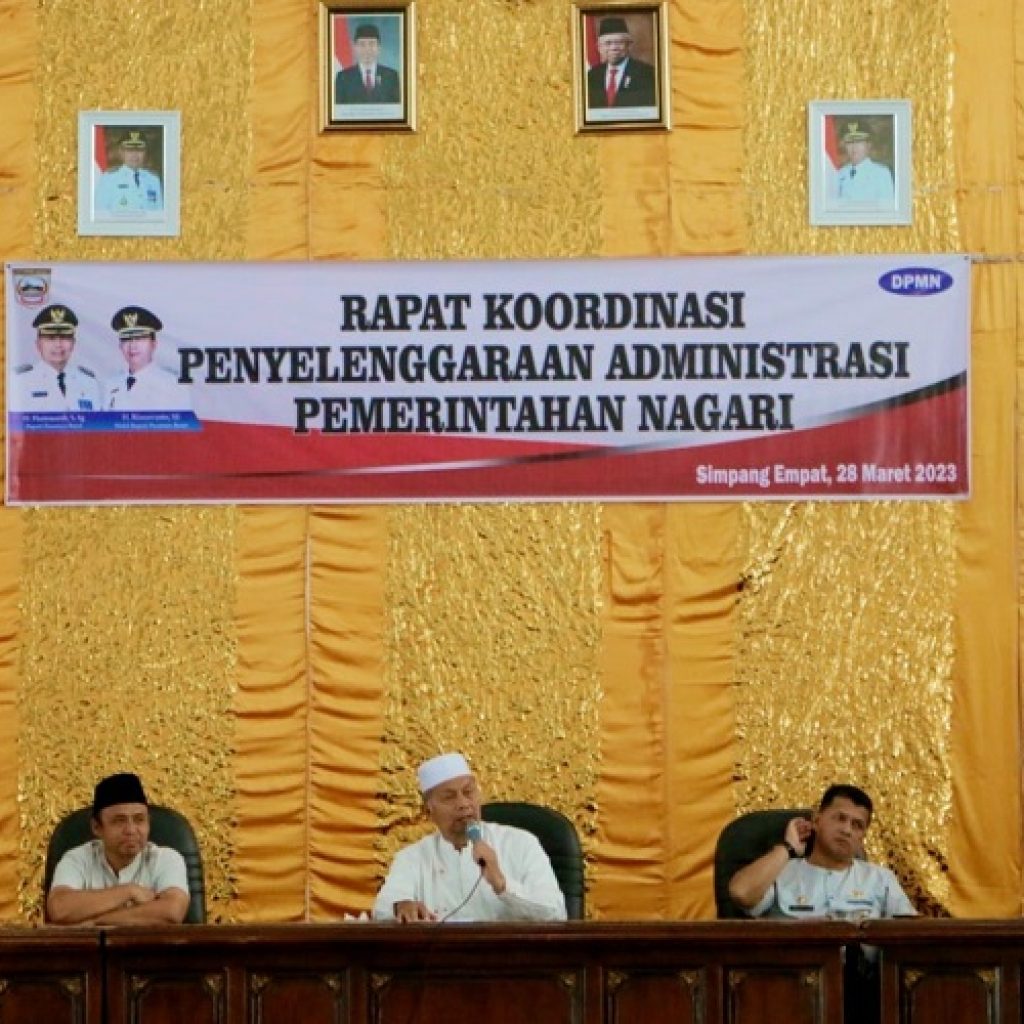 DPMN
RAPAT KOORDINASI
PENYELENGGARAAN ADMINISTRASI
PEMERINTAHAN NAGARI
Simpang Empat, 28 Maret 2023